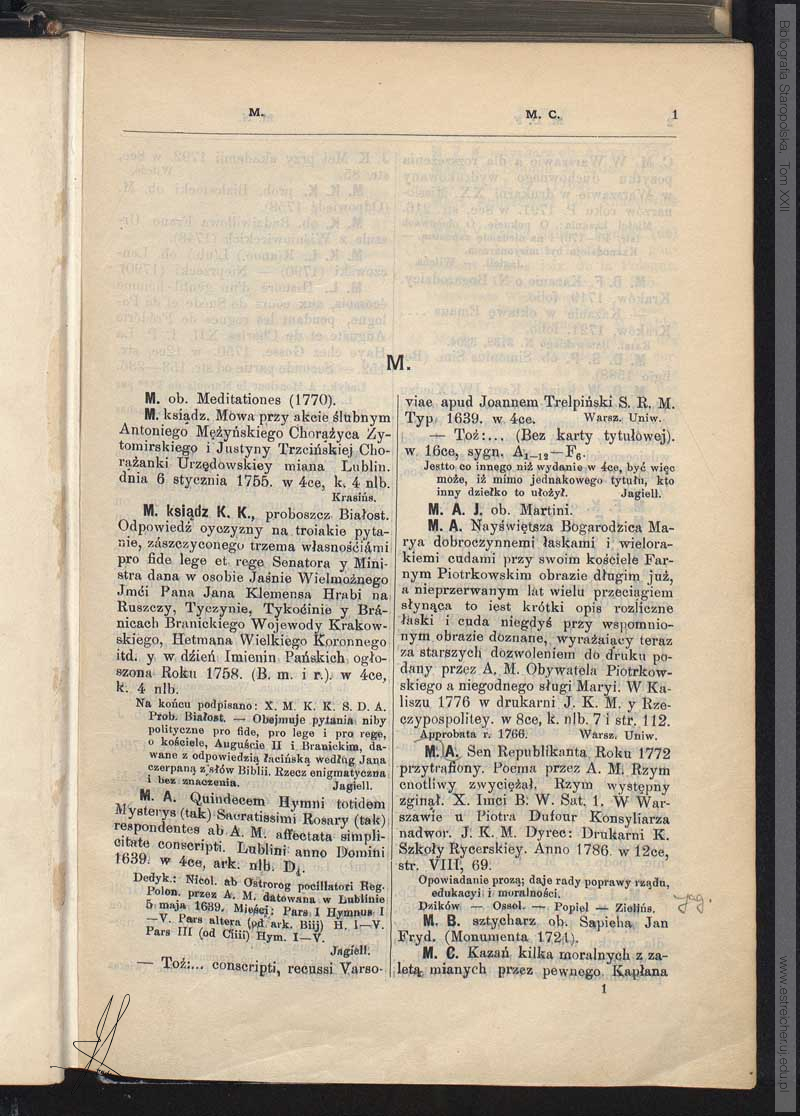 M.
M. C.
1
M.
M. ob. Meditationes (1770).
M. ksiądz. Mowa przy akcie ślubnym
Antoniego Mężyńskiego Chorążyca Ży-
tomirskiego i Justyny Trzcińskiej Cho-
rążanki Urzędowskiey miana Lublin.
dnia 6 stycznia 1755. w 4ce, k. 4 nlb.
Krasińs.
M. ksiądz K. K., proboszcz Białost.
Odpowiedź oyczyzny na troiakie pyta-
nie, zászczyconego trzema własnośćiámi
pro fide lege et rege Senatora y Mini-
stra dana w osobie Jaśnie Wielmożnego
Jmći Pana Jana Klemensa Hrabi na
Ruszczy, Tyczynie, Tykoćinie y Brá-
nicach Branickiego Wojewody Krakow-
skiego, Hetmana Wielkiego Koronnego
itd. y w dźień Imienin Pańskich ogło-
szona Roku 1758. (B. m. i r.). w 4ce,
k. 4 nlb.
Na końcu podpisano: X. M. K. K. S. D. A.
Prob. Białost. — Obejmuje pytania niby
polityczne pro fide, pro lege i pro rege,
o kościele, Auguście II i Branickim, da-
wane z odpowiedzią łacińską według Jana
czerpaną z słów Biblii. Rzecz enigmatyczna
i bez znaczenia. Jagiell.
M. A. Quindecem Hymni totidem
Mysterys (tak) Sacratissimi Rosary (tak)
respondentes ab A. M. affectata simpli-
citate conscripti. Lublini anno Domini
1639. w 4ce, ark. nlb. D4.
Dedyk.: Nicol. ab Ostrorog pocillatori Reg.
Polon. przez A. M. datowana w Lublinie
5 maja 1639. Mieści: Pars I Hymnus I
—V. Pars altera (od ark. Biij) H. I—V.
Pars III (od Ciiij) Hym. I—V.
Jagiell.
— Toż:... conscripti, recussi Varso-
viae apud Joannem Trelpiński S. R. M.
Typ. 1639. w 4ce. Warsz. Uniw.
— Toż:... (Bez karty tytułowej).
w 16ce, sygn. A1—12—F6.
Jestto co innego niż wydanie w 4ce, być więc
może, iż mimo jednakowego tytułu, kto
inny dziełko to ułożył. Jagiell.
M. A. J. ob. Martini.
M. A. Nayświętsza Bogarodzica Ma-
rya dobroczynnemi łaskami i wielora-
kiemi cudami przy swoim kościele Far-
nym Piotrkowskim obrazie długim już,
a nieprzerwanym lat wielu przeciągiem
słynąca to iest krótki opis rozliczne
łaski i cuda niegdyś przy wspomnio-
nym obrazie doznane, wyrażaiący teraz
za starszych dozwoleniem do druku po-
dany przez A. M. Obywatela Piotrkow-
skiego a niegodnego sługi Maryi. W Ka-
liszu 1776 w drukarni J. K. M. y Rze-
czypospolitey. w 8ce, k. nlb. 7 i str. 112.
Approbata r. 1766. Warsz. Uniw.
M. A. Sen Republikanta Roku 1772
przytrafiony. Poema przez A. M. Rzym
cnotliwy zwyciężał, Rzym występny
zginął. X. Imci B. W. Sat. 1. W War-
szawie u Piotra Dufour Konsyliarza
nadwor. J. K. M. Dyrec: Drukarni K.
Szkoły Rycerskiey. Anno 1786. w 12ce,
str. VIII, 69.
Opowiadanie prozą; daje rady poprawy rządu,
edukacyi i moralności.
Dzików — Ossol. — Popiel — Zielińs. Jag.
M. B. sztycharz ob. Sapieha Jan
Fryd. (Monumenta 1721).
M. C. Kazań kilka moralnych z za-
letą mianych przez pewnego Kapłana
1
Bibliografia Staropolska, Tom XXII
www.estreicher.uj.edu.pl